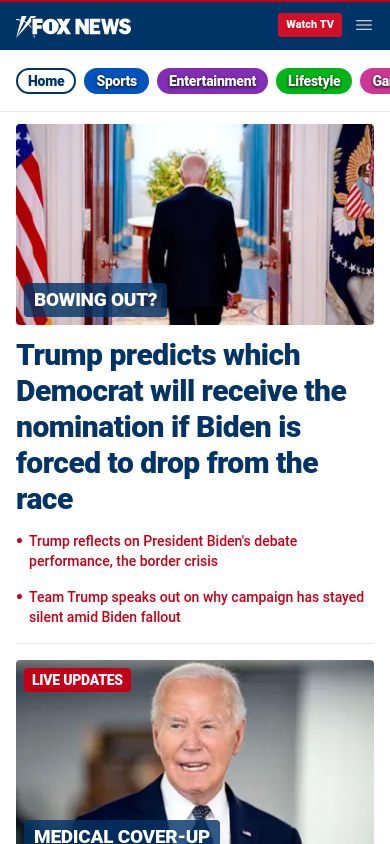 FOX NEWS
Watch TV
Home
Sports
Entertainment
Lifestyle
BOWING OUT?
Trump predicts which
Democrat will receive the
nomination if Biden is
forced to drop from the
race
Trump reflects on President Biden's debate
performance, the border crisis
Team Trump speaks out on why campaign has stayed
silent amid Biden fallout
LIVE UPDATES
MEDICAL COVER-UP